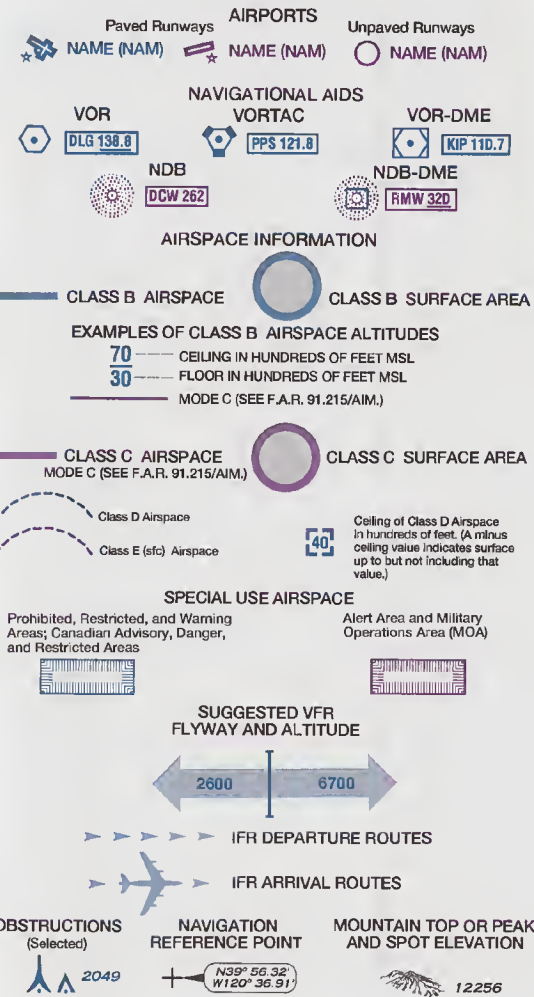 AIRPORTS
Paved Runways
Unpaved Runways
NAME (NAM)
NAME (NAM)
NAME (NAM)
NAVIGATIONAL AIDS
VOR
VORTAC
VOR-DME
DLG 138.8
PPS 121.8
KIP 11D.7
NDB
NDB-DME
DCW 262
RMW 32D
AIRSPACE INFORMATION
CLASS B AIRSPACE
CLASS B SURFACE AREA
EXAMPLES OF CLASS B AIRSPACE ALTITUDES
70 CEILING IN HUNDREDS OF FEET MSL
30 FLOOR IN HUNDREDS OF FEET MSL
MODE C (SEE F.A.R. 91.215/AIM.)
CLASS C AIRSPACE
MODE C (SEE F.A.R. 91.215/AIM.)
CLASS C SURFACE AREA
Class D Airspace
Class E (sfc) Airspace
40
Ceiling of Class D Airspace
in hundreds of feet. (A minus
ceiling value indicates surface
up to but not including that
value.)
SPECIAL USE AIRSPACE
Prohibited, Restricted, and Warning
Areas; Canadian Advisory, Danger,
and Restricted Areas
Alert Area and Military
Operations Area (MOA)
SUGGESTED VFR
FLYWAY AND ALTITUDE
2600
6700
IFR DEPARTURE ROUTES
IFR ARRIVAL ROUTES
OBSTRUCTIONS
(Selected)
2049
NAVIGATION
REFERENCE POINT
N39° 56.32'
W120° 36.91'
MOUNTAIN TOP OR PEAK
AND SPOT ELEVATION
12256